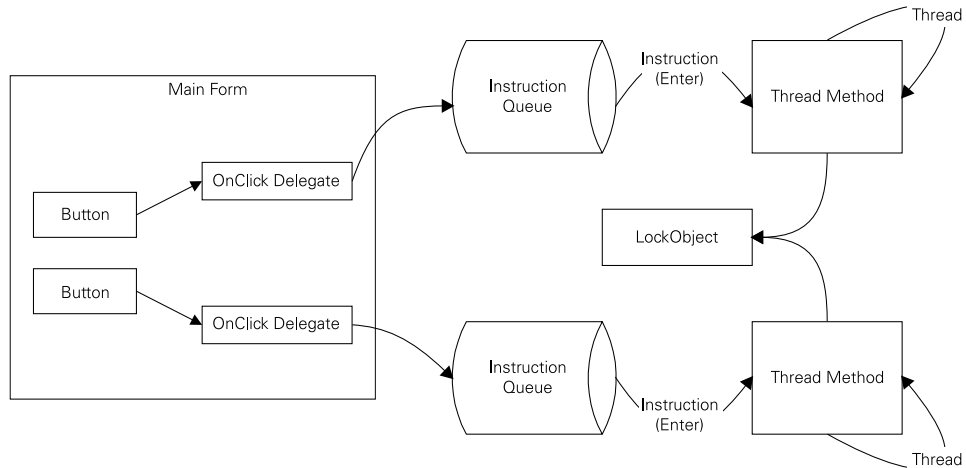 Thread
Instruction
(Enter)
Instruction
Queue
Thread Method
Main Form
OnClick Delegate
Button
LockObject
Button
OnClick Delegate
Instruction
Queue
Thread Method
Instruction
(Enter)
Thread